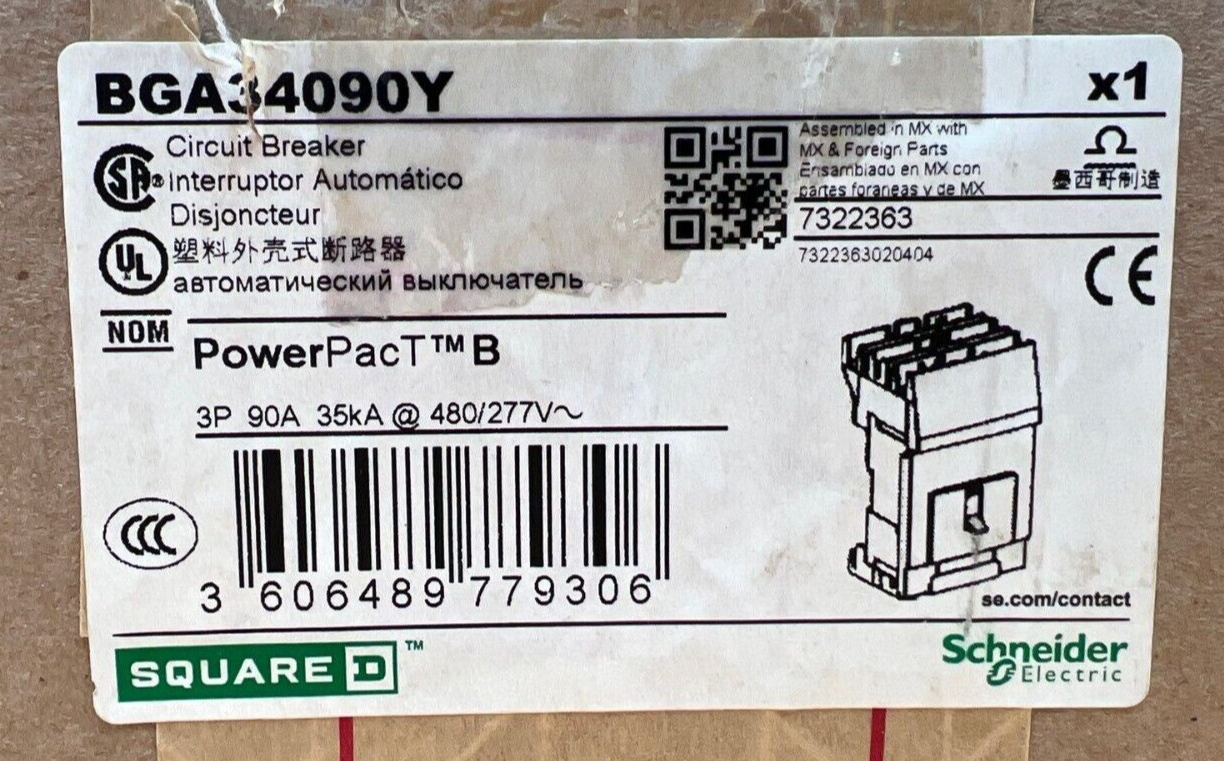 BGA34090Y
x1
Circuit Breaker
Interruptor Automático
Disjoncteur
塑料外壳式断路器
автоматический выключатель
SA®
UL
NOM
Assembled in MX with
MX & Foreign Parts
Ensamblado en MX con
partes foraneas y de MX
7322363
7322363020404
墨西哥制造
CE
PowerPacT™ B
3P 90A 35kA @ 480/277V~
CCC
3 606489 779306
se.com/contact
SQUARE D™
Schneider
Electric